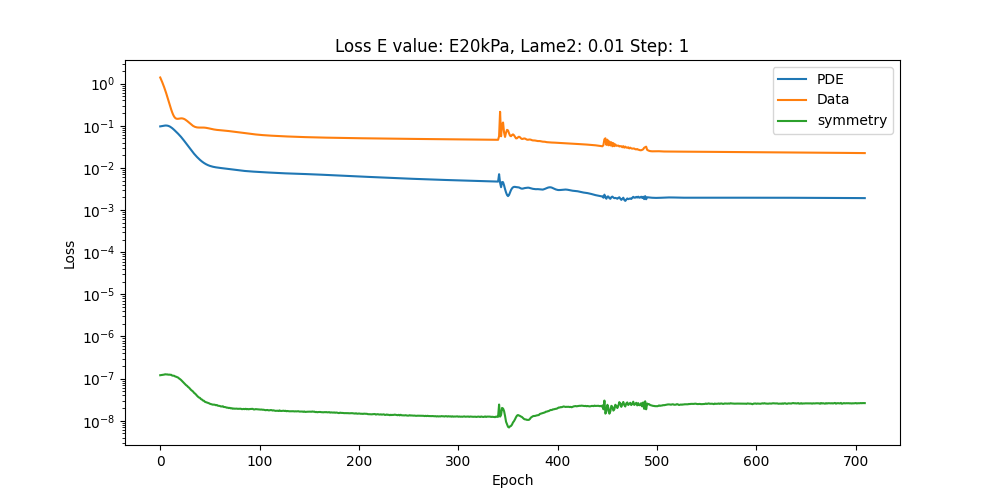 Loss E value: E20kPa, Lame2: 0.01 Step: 1
Loss
10⁰
10⁻¹
10⁻²
10⁻³
10⁻⁴
10⁻⁵
10⁻⁶
10⁻⁷
10⁻⁸
PDE
Data
symmetry
0 100 200 300 400 500 600 700
Epoch